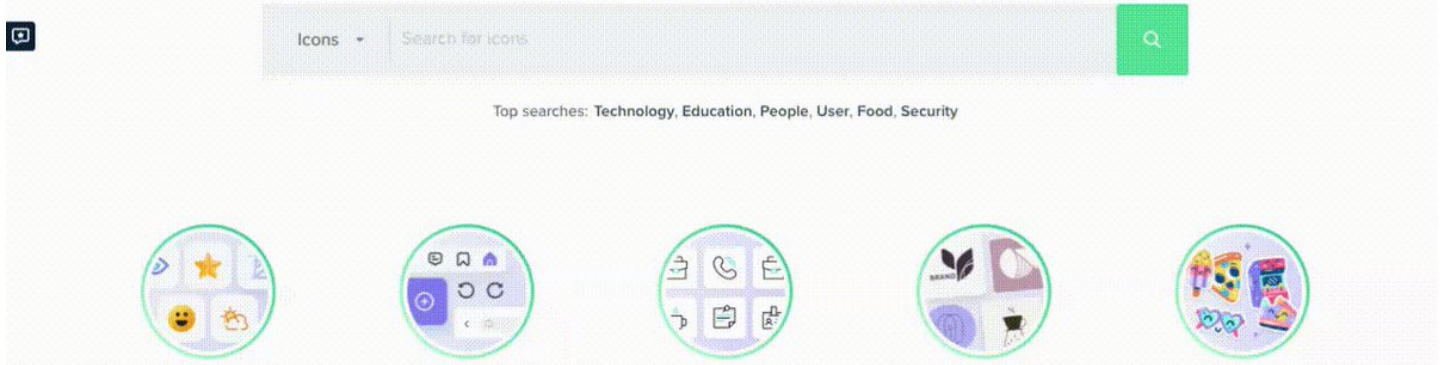 Icons
Search for icons
Top searches: Technology, Education, People, User, Food, Security
BRAND